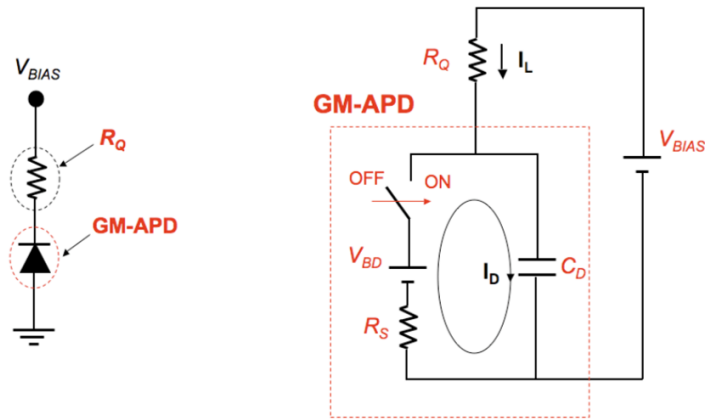 V_BIAS
R_Q
GM-APD
R_Q
I_L
GM-APD
V_BIAS
OFF
ON
V_BD
I_D
C_D
R_S